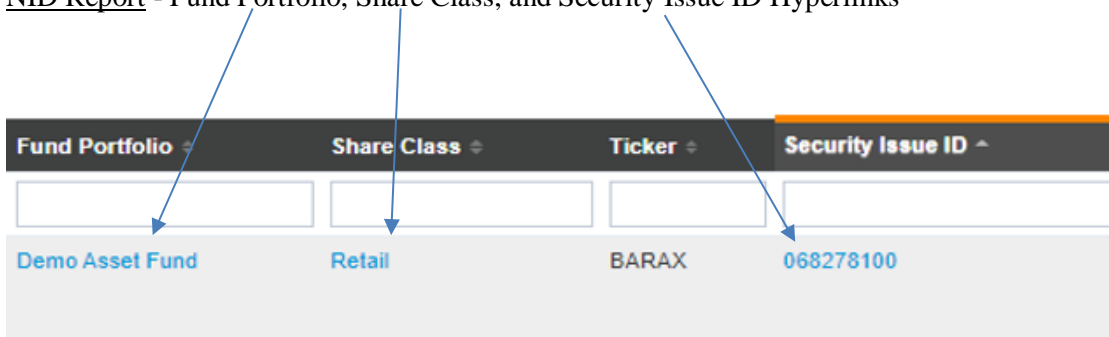 NID Report - Fund Portfolio, Share Class, and Security Issue ID Hyperlinks
Fund Portfolio Share Class Ticker Security Issue ID
Demo Asset Fund Retail BARAX 068278100